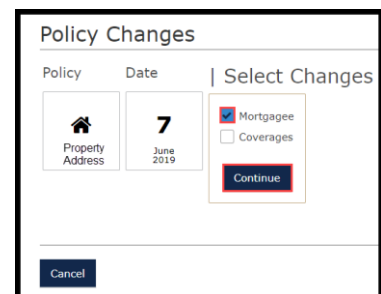 Policy Changes
Policy Date | Select Changes
Property
Address
7
June
2019
Mortgagee
Coverages
Continue
Cancel